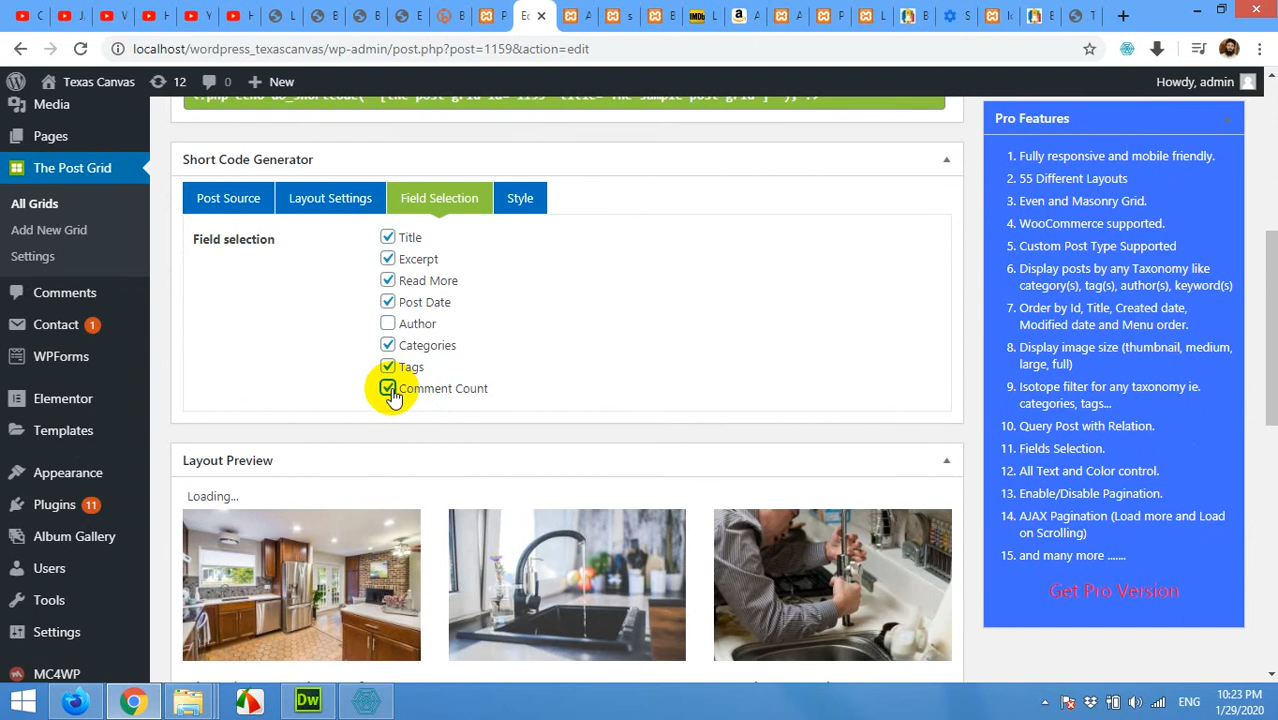 localhost/wordpress_texascanvas/wp-admin/post.php?post=1159&action=edit
Texas Canvas
12
0
New
Howdy, admin
Media
Pages
The Post Grid
All Grids
Add New Grid
Settings
Comments
Contact 1
WPForms
Elementor
Templates
Appearance
Plugins 11
Album Gallery
Users
Tools
Settings
MC4WP
Short Code Generator
Post Source
Layout Settings
Field Selection
Style
Field selection
Title
Excerpt
Read More
Post Date
Author
Categories
Tags
Comment Count
Layout Preview
Loading...
Pro Features
1. Fully responsive and mobile friendly.
2. 55 Different Layouts
3. Even and Masonry Grid.
4. WooCommerce supported.
5. Custom Post Type Supported
6. Display posts by any Taxonomy like
category(s), tag(s), author(s), keyword(s)
7. Order by Id, Title, Created date,
Modified date and Menu order.
8. Display image size (thumbnail, medium,
large, full)
9. Isotope filter for any taxonomy ie.
categories, tags...
10. Query Post with Relation.
11. Fields Selection.
12. All Text and Color control.
13. Enable/Disable Pagination.
14. AJAX Pagination (Load more and Load
on Scrolling)
15. and many more .......
Get Pro Version
Dw
ENG
10:23 PM
1/29/2020